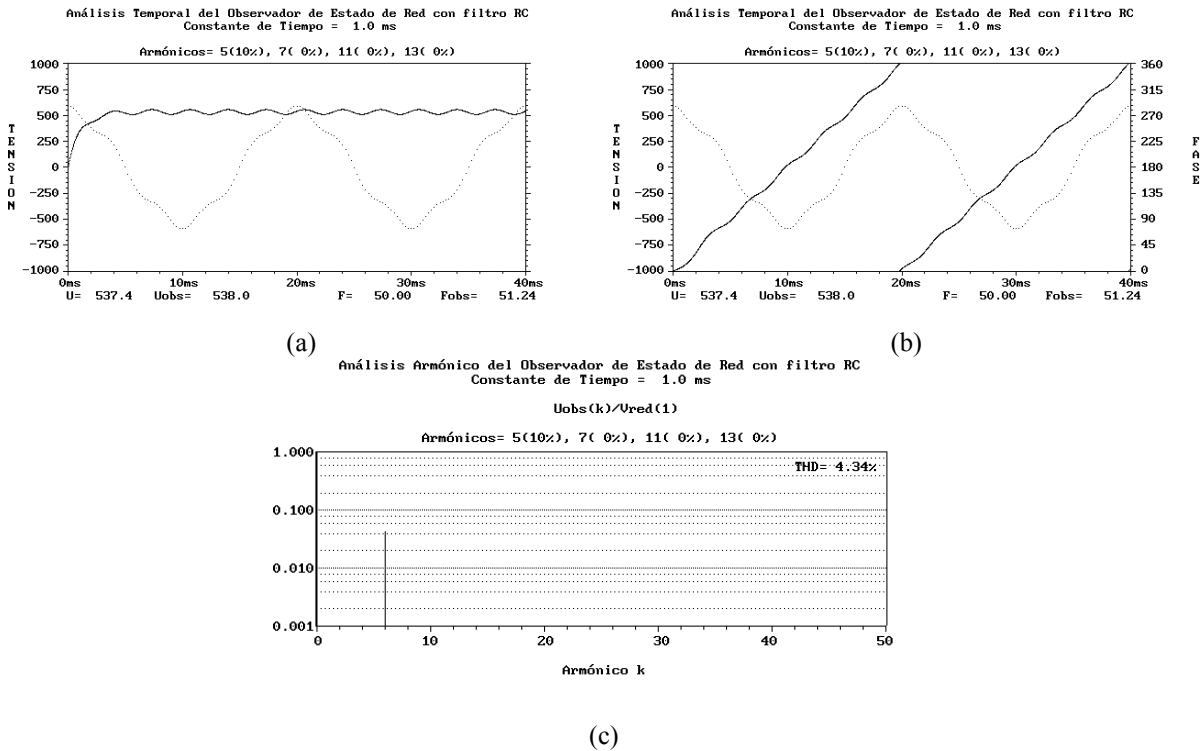 Análisis Temporal del Observador de Estado de Red con filtro RC
Constante de Tiempo = 1.0 ms
Armónicos= 5(10%), 7( 0%), 11( 0%), 13( 0%)
1000
750
500
250
0
-250
-500
-750
-1000
TENSION
0ms
10ms
20ms
30ms
40ms
U= 537.4 Uobs= 538.0 F= 50.00 Fobs= 51.24
(a)
Análisis Temporal del Observador de Estado de Red con filtro RC
Constante de Tiempo = 1.0 ms
Armónicos= 5(10%), 7( 0%), 11( 0%), 13( 0%)
1000
750
500
250
0
-250
-500
-750
-1000
TENSION
360
315
270
225
180
135
90
45
0
FASE
0ms
10ms
20ms
30ms
40ms
U= 537.4 Uobs= 538.0 F= 50.00 Fobs= 51.24
(b)
Análisis Armónico del Observador de Estado de Red con filtro RC
Constante de Tiempo = 1.0 ms
Uobs(k)/Vred(1)
Armónicos= 5(10%), 7( 0%), 11( 0%), 13( 0%)
THD= 4.34%
1.000
0.100
0.010
0.001
0
10
20
30
40
50
Armónico k
(c)